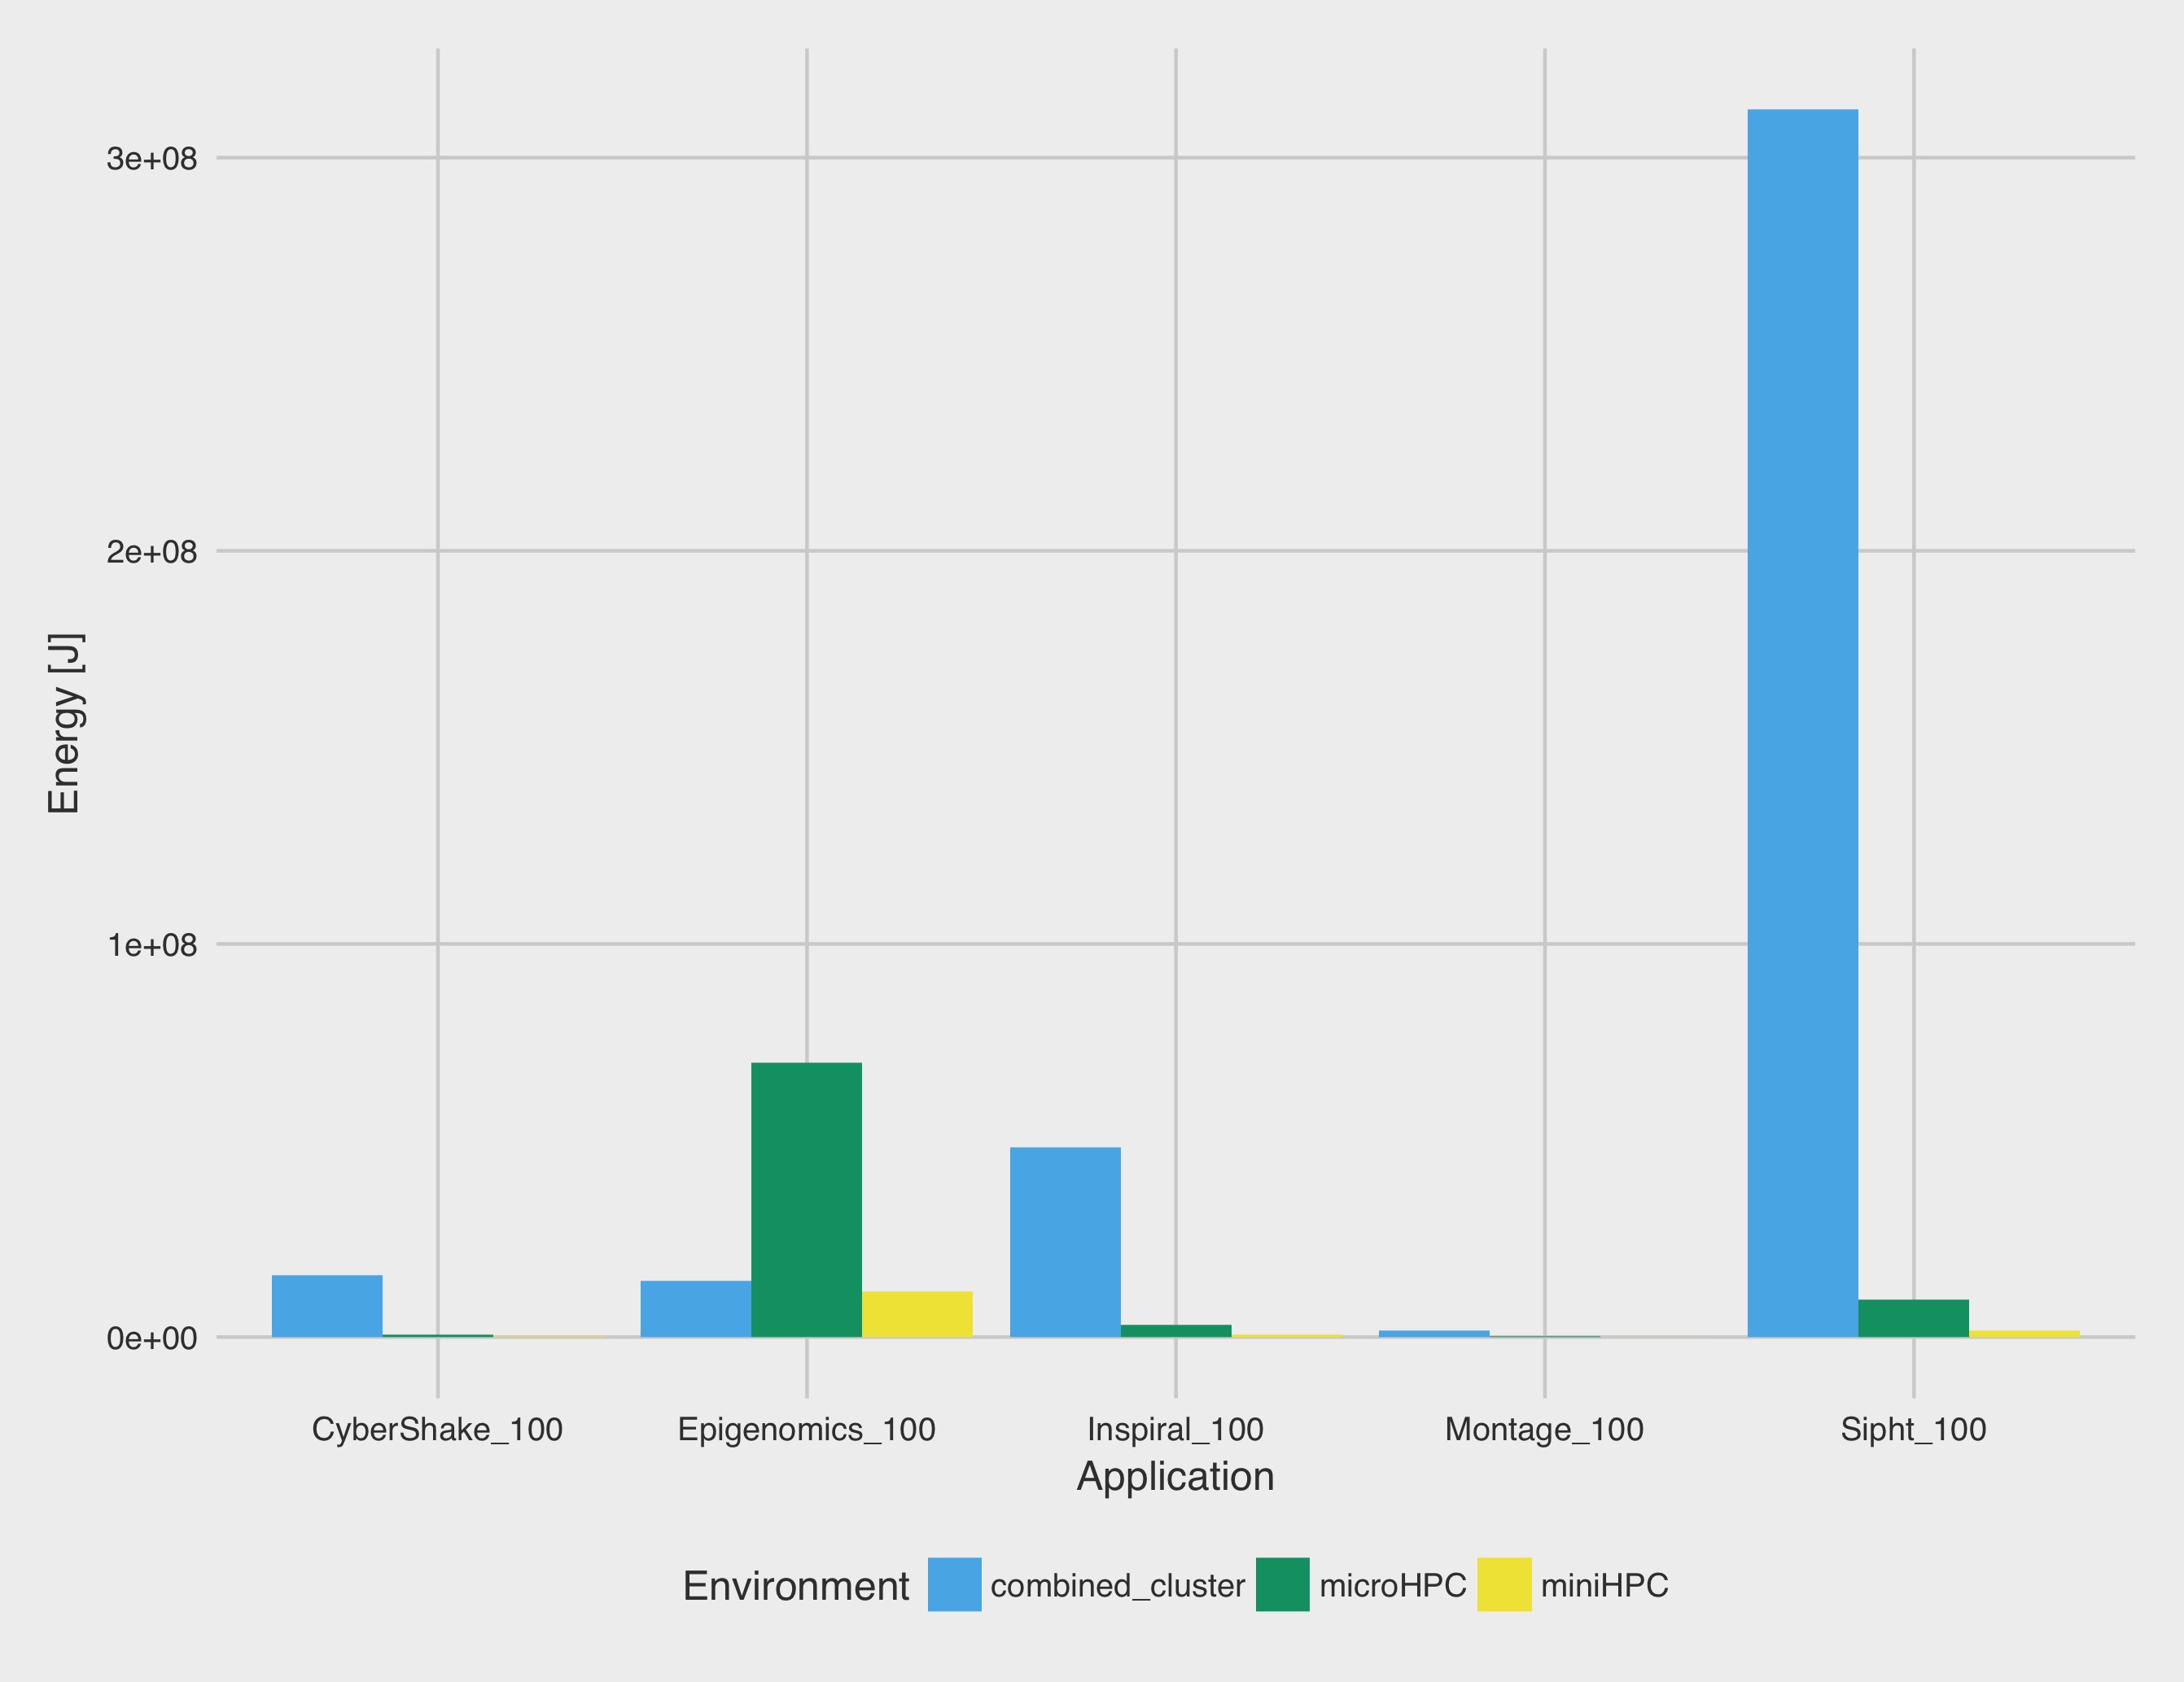 3e+08
2e+08
1e+08
0e+00
Energy [J]
CyberShake_100 Epigenomics_100 Inspiral_100 Montage_100 Sipht_100
Application
Environment combined_cluster microHPC miniHPC